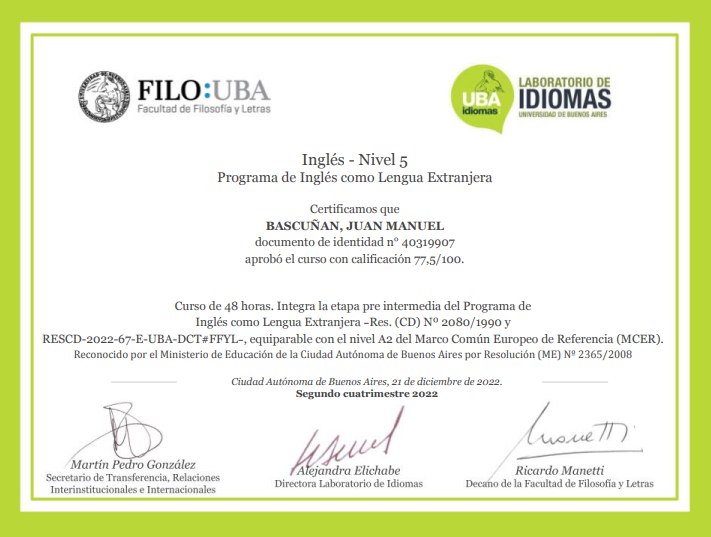 FILO:UBA
Facultad de Filosofía y Letras
UBA
idiomas
LABORATORIO DE
IDIOMAS
UNIVERSIDAD DE BUENOS AIRES
Inglés - Nivel 5
Programa de Inglés como Lengua Extranjera
Certificamos que
BASCUÑAN, JUAN MANUEL
documento de identidad n° 40319907
aprobó el curso con calificación 77,5/100.
Curso de 48 horas. Integra la etapa pre intermedia del Programa de
Inglés como Lengua Extranjera -Res. (CD) Nº 2080/1990 y
RESCD-2022-67-E-UBA-DCT#FFYL-, equiparable con el nivel A2 del Marco Común Europeo de Referencia (MCER).
Reconocido por el Ministerio de Educación de la Ciudad Autónoma de Buenos Aires por Resolución (ME) Nº 2365/2008
Ciudad Autónoma de Buenos Aires, 21 de diciembre de 2022.
Segundo cuatrimestre 2022
Martín Pedro González
Secretario de Transferencia, Relaciones
Interinstitucionales e Internacionales
Alejandra Elichabe
Directora Laboratorio de Idiomas
Ricardo Manetti
Decano de la Facultad de Filosofía y Letras